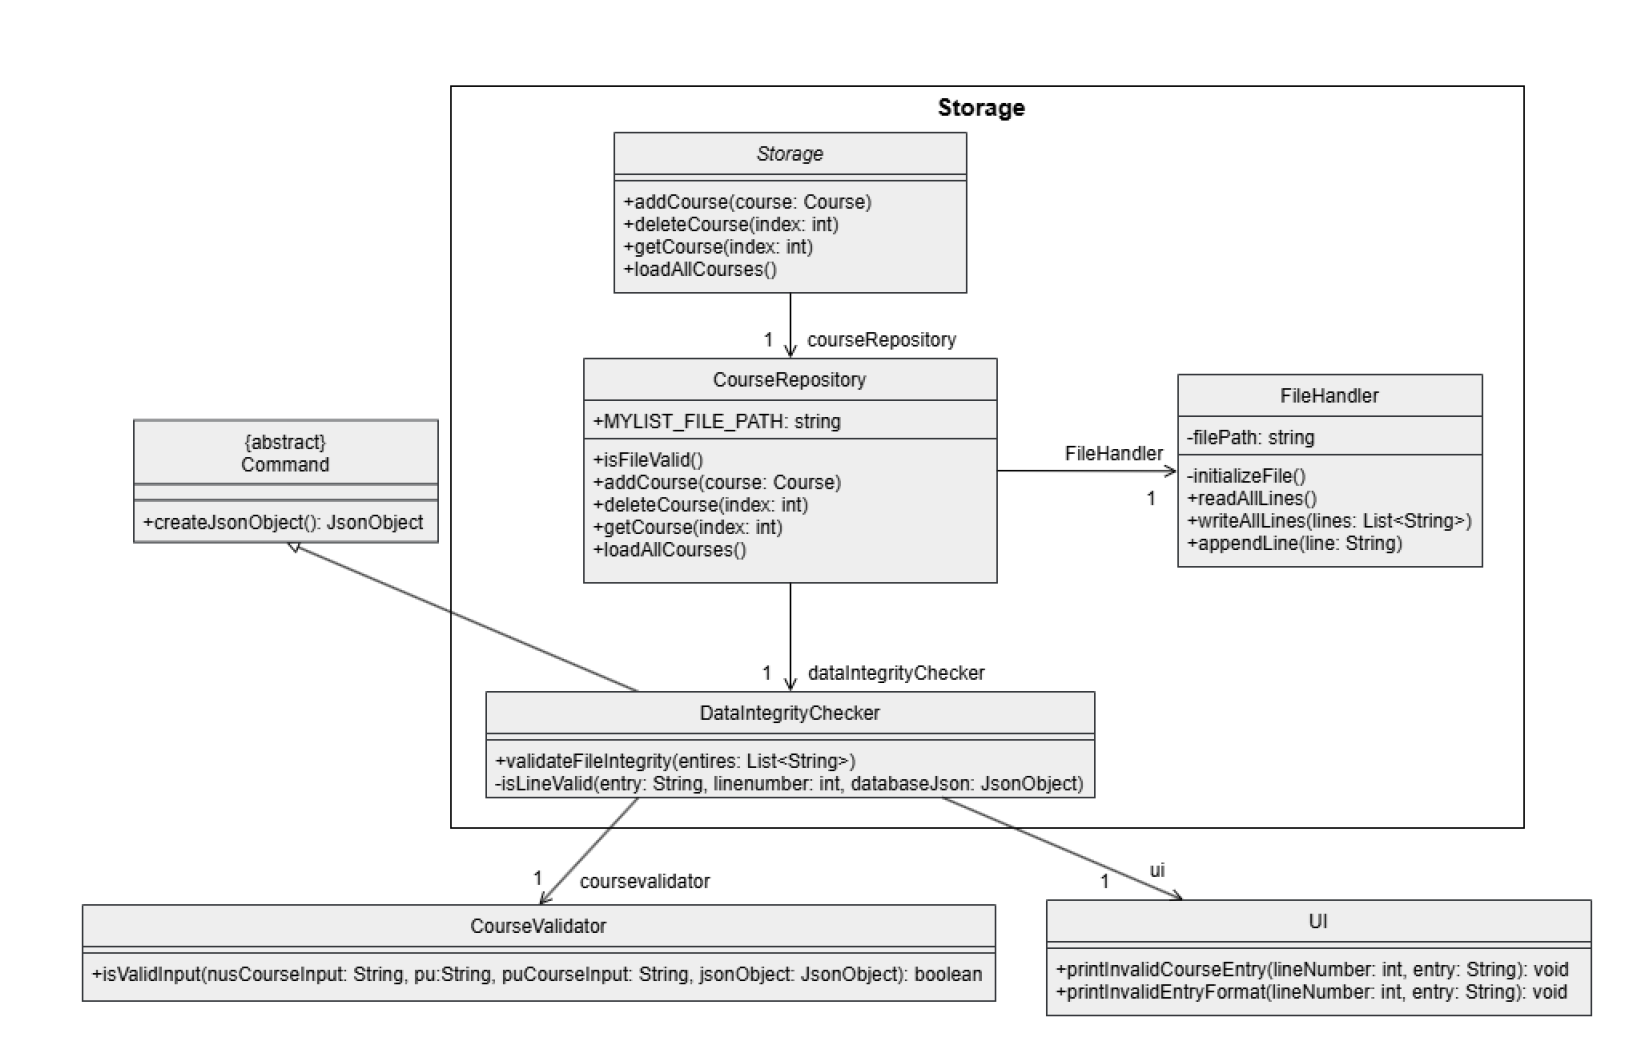 Storage
Storage
+addCourse(course: Course)
+deleteCourse(index: int)
+getCourse(index: int)
+loadAllCourses()
1 courseRepository
CourseRepository
+MYLIST_FILE_PATH: string
+isFileValid()
+addCourse(course: Course)
+deleteCourse(index: int)
+getCourse(index: int)
+loadAllCourses()
FileHandler
1
FileHandler
-filePath: string
-initializeFile()
+readAllLines()
+writeAllLines(lines: List<String>)
+appendLine(line: String)
{abstract}
Command
+createJsonObject(): JsonObject
1 dataIntegrityChecker
DataIntegrityChecker
+validateFileIntegrity(entires: List<String>)
-isLineValid(entry: String, linenumber: int, databaseJson: JsonObject)
1 coursevalidator
1 ui
CourseValidator
+isValidInput(nusCourseInput: String, pu:String, puCourseInput: String, jsonObject: JsonObject): boolean
UI
+printInvalidCourseEntry(lineNumber: int, entry: String): void
+printInvalidEntryFormat(lineNumber: int, entry: String): void